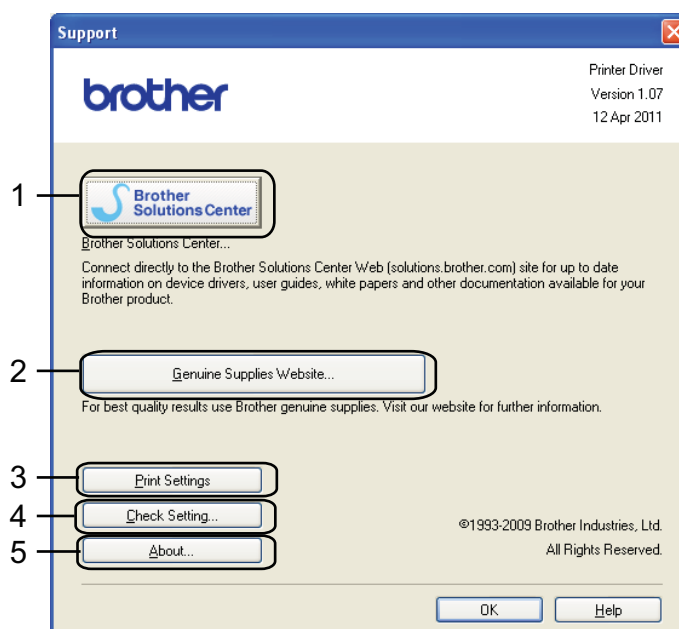 Support
brother
Printer Driver
Version 1.07
12 Apr 2011
1
Brother
Solutions Center
Brother Solutions Center...
Connect directly to the Brother Solutions Center Web (solutions.brother.com) site for up to date
information on device drivers, user guides, white papers and other documentation available for your
Brother product.
2
Genuine Supplies Website...
For best quality results use Brother genuine supplies. Visit our website for further information.
3
Print Settings
4
Check Setting...
5
About...
©1993-2009 Brother Industries, Ltd.
All Rights Reserved.
OK
Help